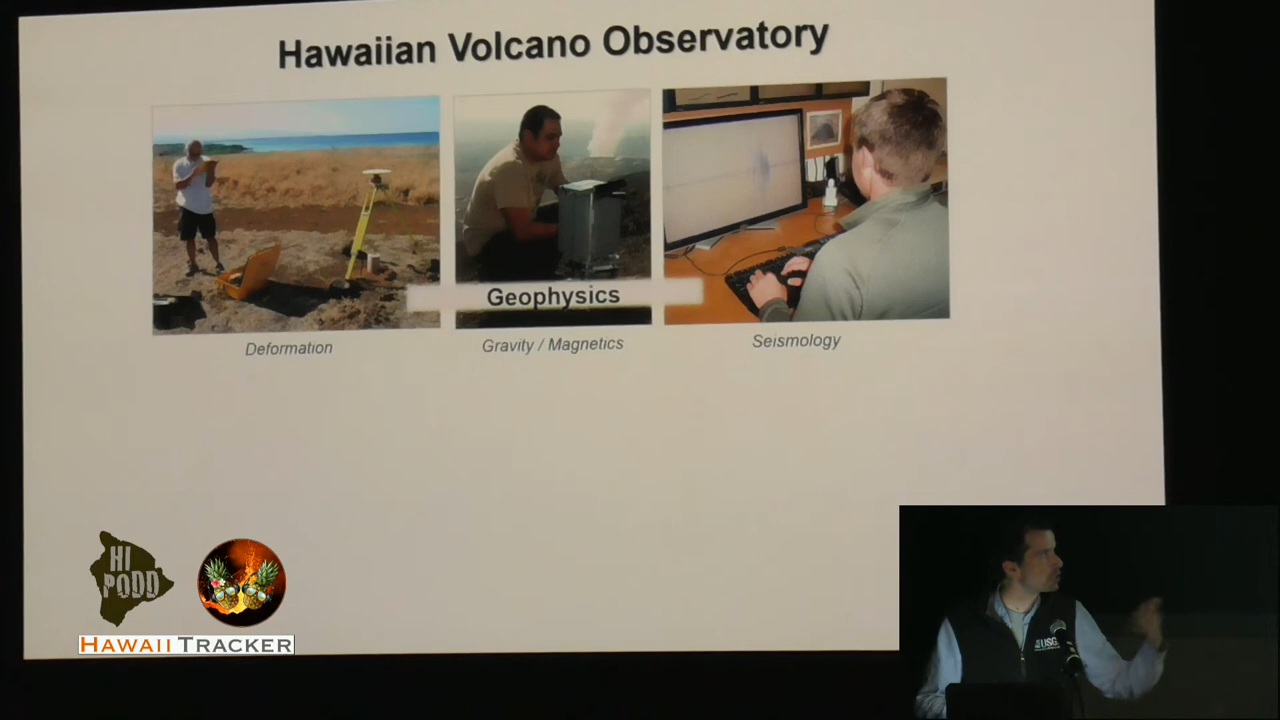 Hawaiian Volcano Observatory
Geophysics
Deformation
Gravity / Magnetics
Seismology
HI
PODD
HAWAII TRACKER
USGS